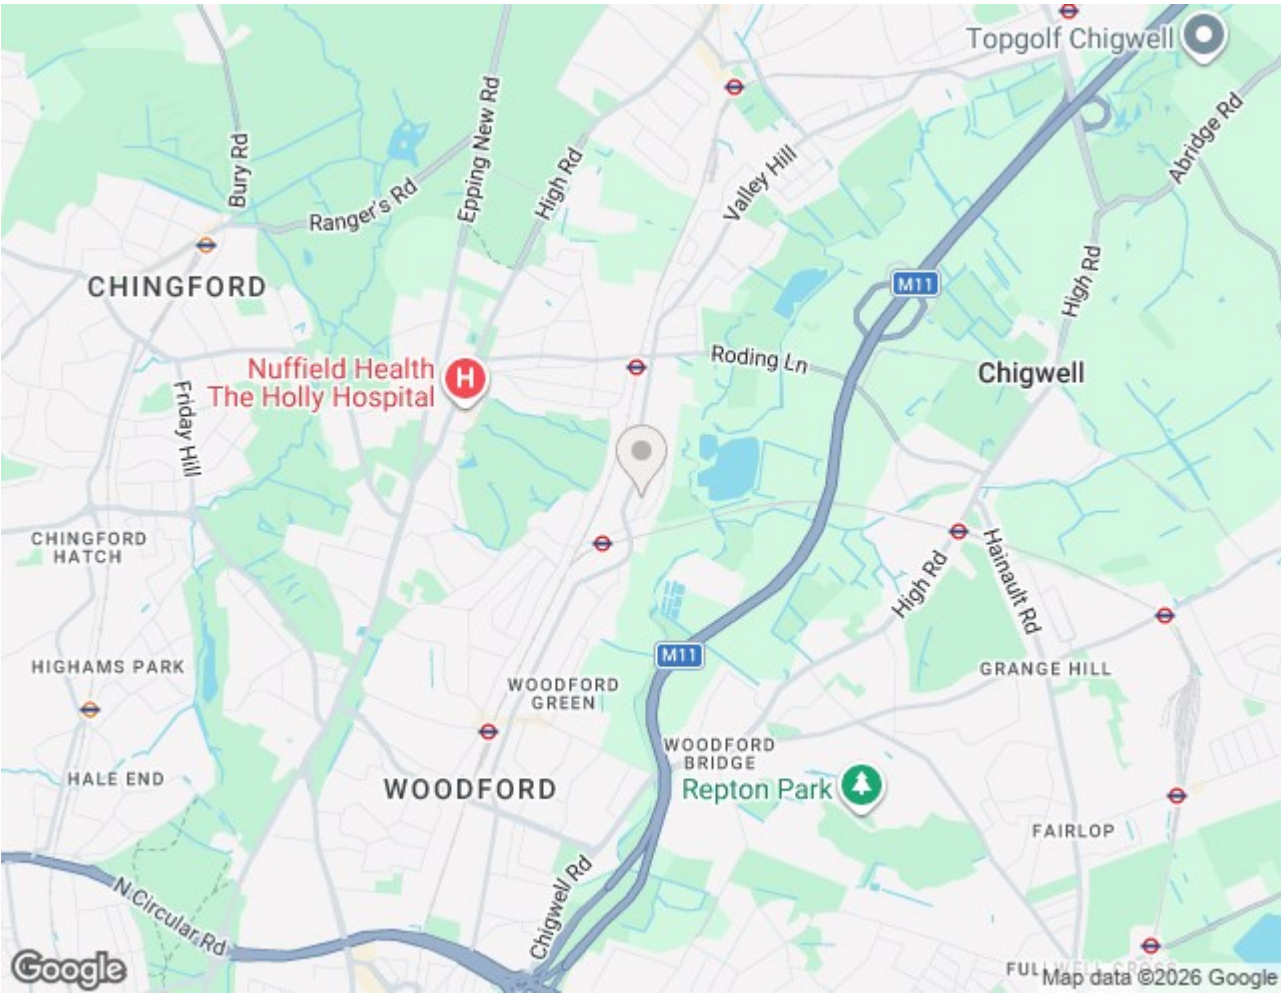 Topgolf Chigwell
Epping New Rd
Bury Rd
High Rd
Abridge Rd
Valley Hill
Ranger's Rd
High Rd
CHINGFORD
M11
Roding Ln
Chigwell
Nuffield Health
The Holly Hospital
H
Friday Hill
CHINGFORD
HATCH
High Rd
Hainault Rd
HIGHAMS PARK
M11
GRANGE HILL
WOODFORD
GREEN
WOODFORD
BRIDGE
HALE END
WOODFORD
Repton Park
FAIRLOP
N.Circular Rd
Chigwell Rd
FULLWELL CROSS
Google
Map data ©2026 Google